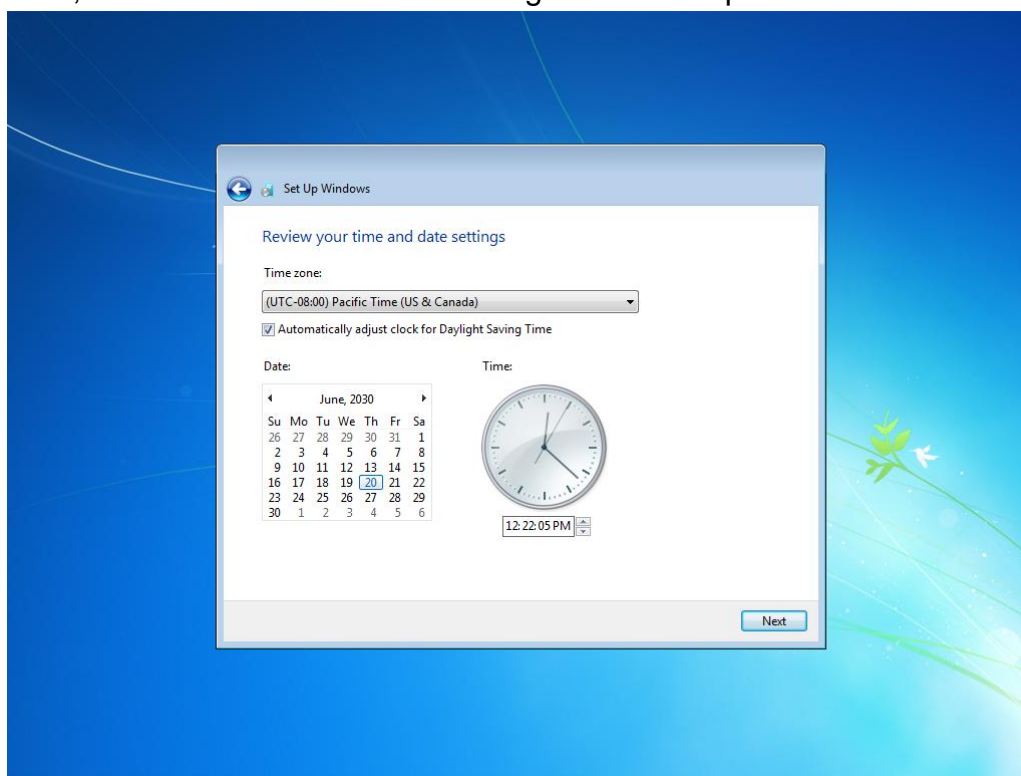 Set Up Windows
Review your time and date settings
Time zone:
(UTC-08:00) Pacific Time (US & Canada)
Automatically adjust clock for Daylight Saving Time
Date:
Time:
June, 2030
Su Mo Tu We Th Fr Sa
26 27 28 29 30 31 1
2 3 4 5 6 7 8
9 10 11 12 13 14 15
16 17 18 19 20 21 22
23 24 25 26 27 28 29
30 1 2 3 4 5 6
12:22:05 PM
Next